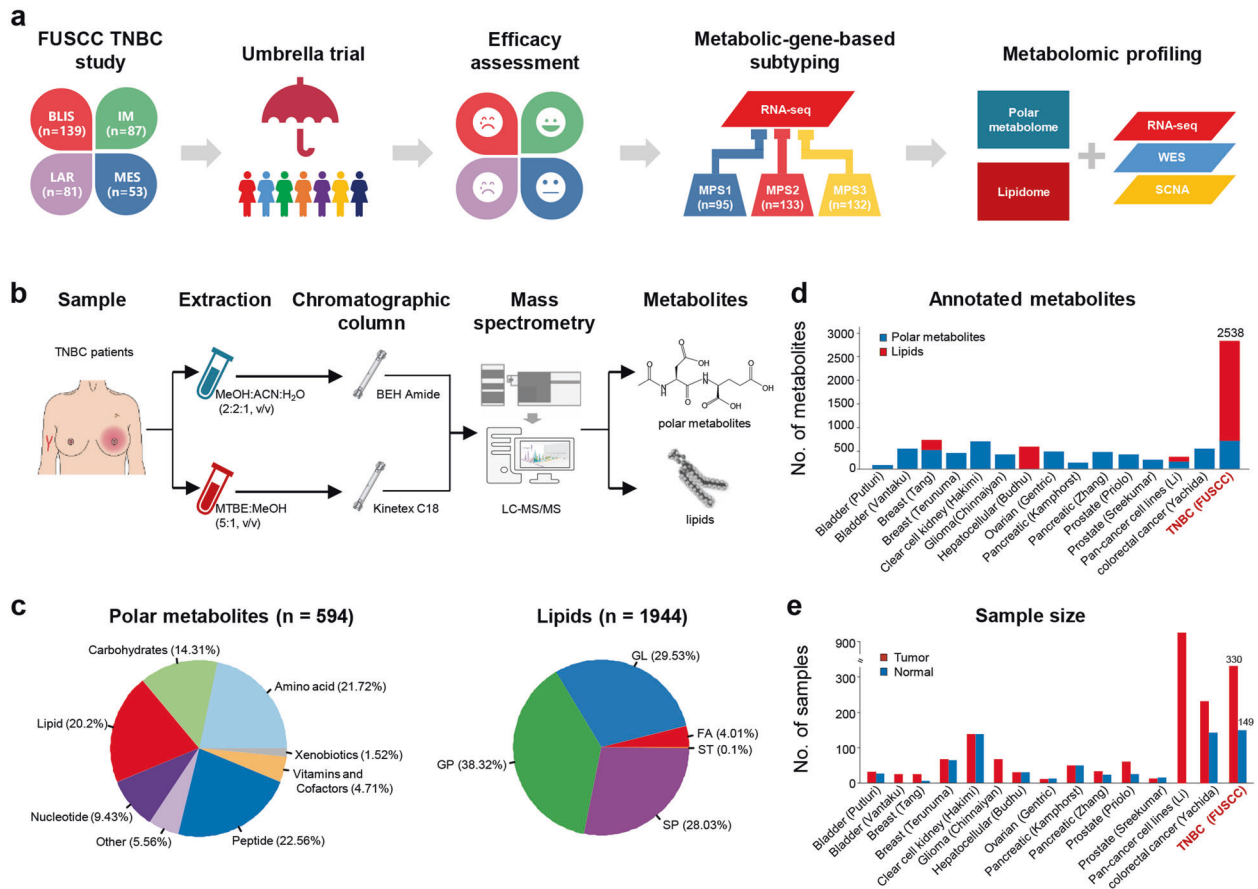 a
FUSCC TNBC
study
BLIS
(n=139)
IM
(n=87)
LAR
(n=81)
MES
(n=53)
Umbrella trial
Efficacy
assessment
Metabolic-gene-based
subtyping
RNA-seq
MPS1
(n=95)
MPS2
(n=133)
MPS3
(n=132)
Metabolomic profiling
Polar
metabolome
Lipidome
RNA-seq
WES
SCNA
b
Sample
TNBC patients
Extraction
MeOH:ACN:H₂O
(2:2:1, v/v)
MTBE:MeOH
(5:1, v/v)
Chromatographic
column
BEH Amide
Kinetex C18
Mass
spectrometry
LC-MS/MS
Metabolites
OH
O
O
H
N
N
H
O
O
OH
O
OH
O
OH
polar metabolites
lipids
c
Polar metabolites (n = 594)
Carbohydrates (14.31%)
Amino acid (21.72%)
Lipid (20.2%)
Xenobiotics (1.52%)
Vitamins and
Cofactors (4.71%)
Nucleotide (9.43%)
Other (5.56%)
Peptide (22.56%)
Lipids (n = 1944)
GL (29.53%)
FA (4.01%)
ST (0.1%)
GP (38.32%)
SP (28.03%)
d
Annotated metabolites
No. of metabolites
3000
2500
2000
1500
1000
500
0
Polar metabolites
Lipids
2538
Bladder (Putluri)
Bladder (Vantaku)
Breast (Tang)
Breast (Terunuma)
Clear cell kidney (Hakimi)
Glioma(Chinnaiyan)
Hepatocellular (Budhu)
Ovarian (Gentric)
Pancreatic (Kamphorst)
Pancreatic (Zhang)
Prostate (Priolo)
Prostate (Sreekumar)
Pan-cancer cell lines (Li)
colorectal cancer (Yachida)
TNBC (FUSCC)
e
Sample size
No. of samples
900
300
200
100
0
Tumor
Normal
330
149
Bladder (Putluri)
Bladder (Vantaku)
Breast (Tang)
Breast (Terunuma)
Clear cell kidney (Hakimi)
Glioma (Chinnaiyan)
Hepatocellular (Budhu)
Ovarian (Gentric)
Pancreatic (Kamphorst)
Pancreatic (Zhang)
Prostate (Priolo)
Prostate (Sreekumar)
Pan-cancer cell lines (Li)
colorectal cancer (Yachida)
TNBC (FUSCC)